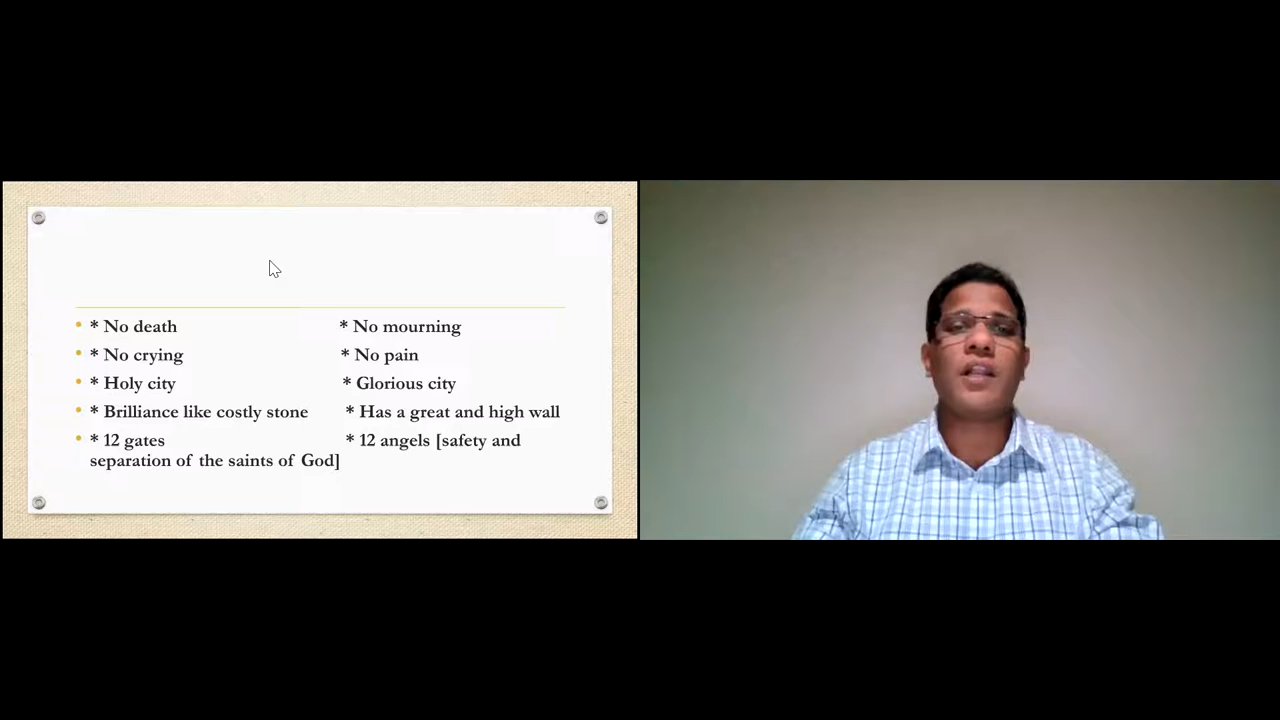 * No death * No mourning
* No crying * No pain
* Holy city * Glorious city
* Brilliance like costly stone * Has a great and high wall
* 12 gates * 12 angels [safety and
separation of the saints of God]